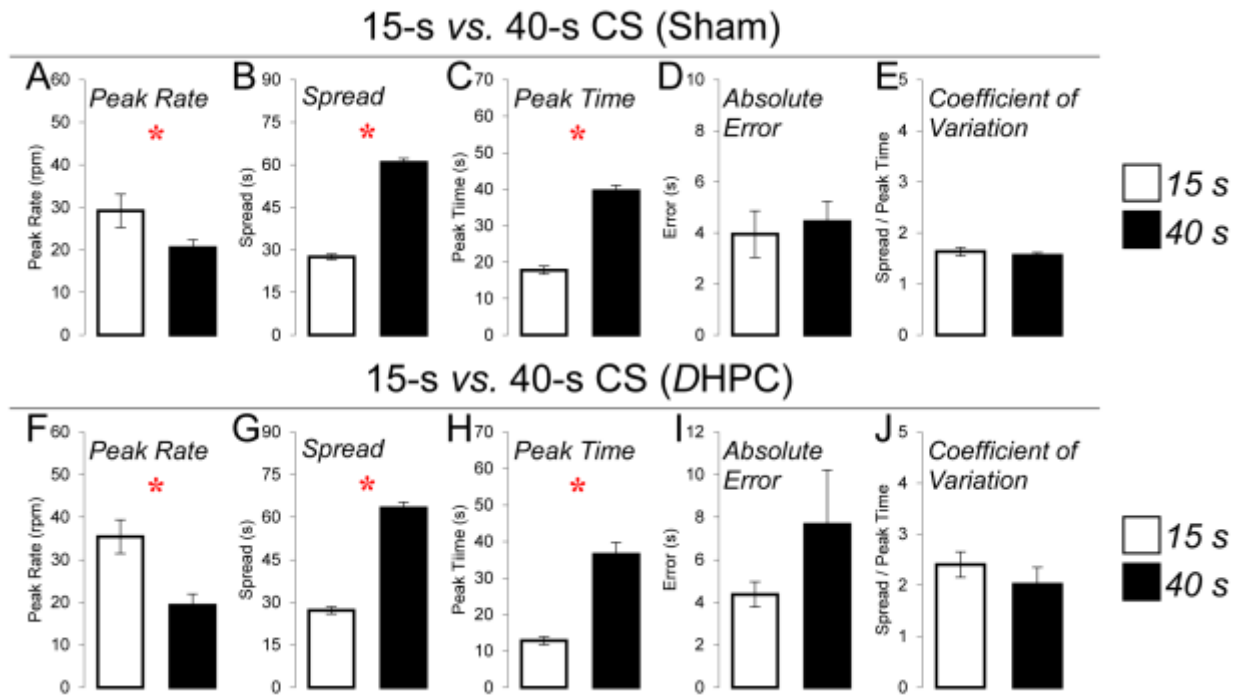 15-s vs. 40-s CS (Sham)
A
Peak Rate
*
Peak Rate (rpm)
60
50
40
30
20
10
0
B
Spread
*
Spread (s)
90
75
60
45
30
15
0
C
Peak Time
*
Peak Tiime (s)
70
60
50
40
30
20
10
0
D
Absolute
Error
Error (s)
10
8
6
4
2
0
E
Coefficient of
Variation
Spread / Peak Time
5
4
3
2
1
0
15 s
40 s
15-s vs. 40-s CS (DHPC)
F
Peak Rate
*
Peak Rate (rpm)
60
50
40
30
20
10
0
G
Spread
*
Spread (s)
90
75
60
45
30
15
0
H
Peak Time
*
Peak Tiime (s)
70
60
50
40
30
20
10
0
I
Absolute
Error
Error (s)
12
10
8
6
4
2
0
J
Coefficient of
Variation
Spread / Peak Time
5
4
3
2
1
0
15 s
40 s